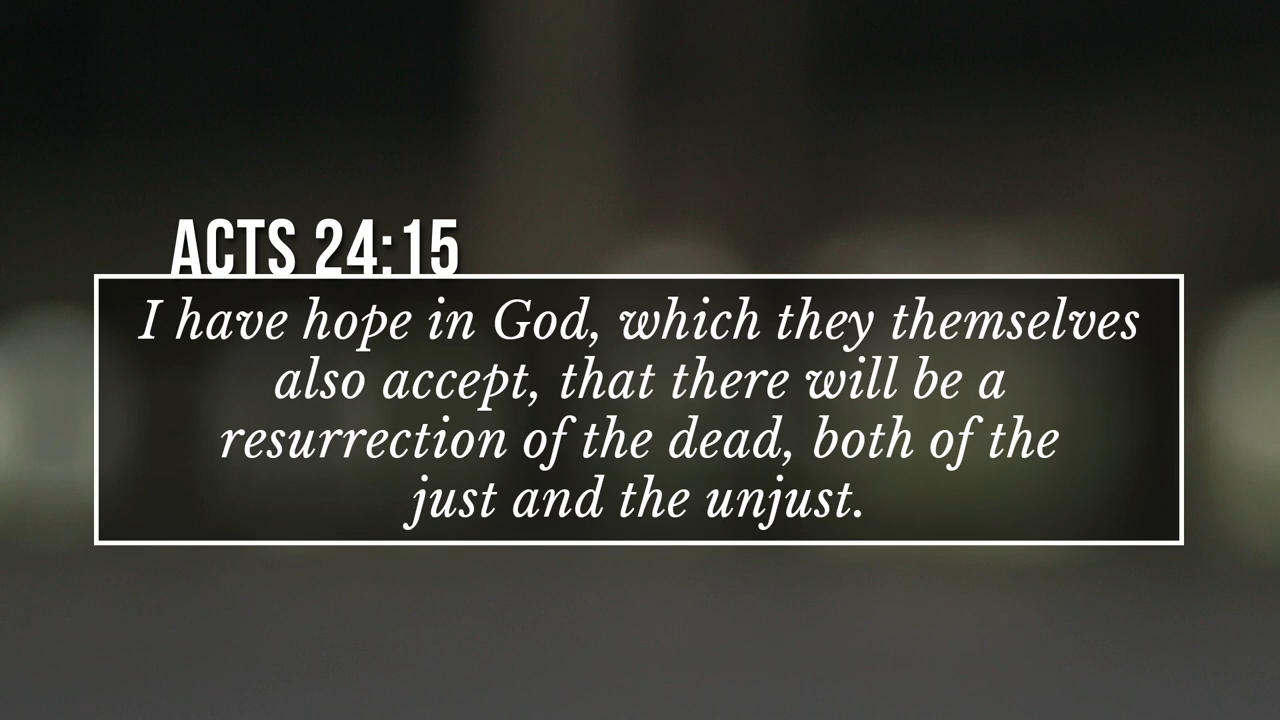 ACTS 24:15
I have hope in God, which they themselves
also accept, that there will be a
resurrection of the dead, both of the
just and the unjust.